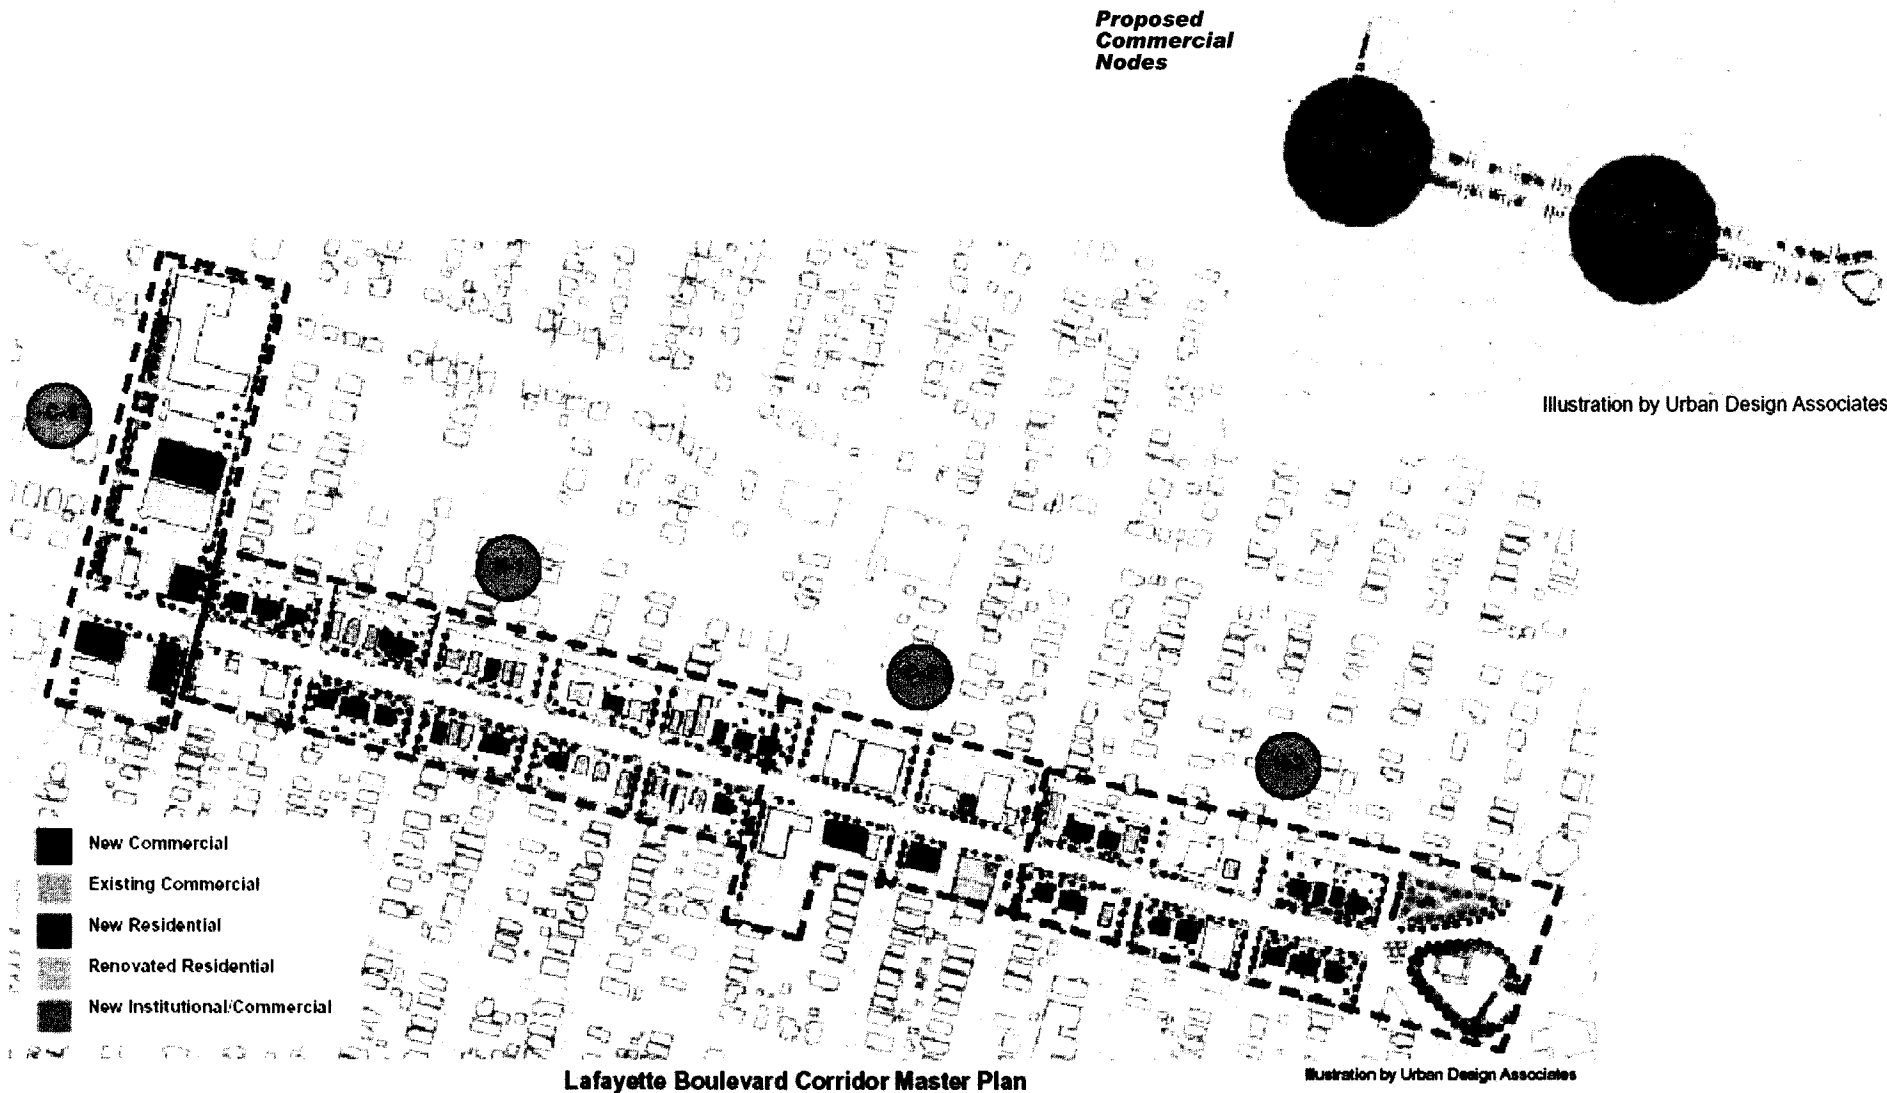 Proposed
Commercial
Nodes
Illustration by Urban Design Associates
New Commercial
Existing Commercial
New Residential
Renovated Residential
New Institutional/Commercial
Lafayette Boulevard Corridor Master Plan
Illustration by Urban Design Associates